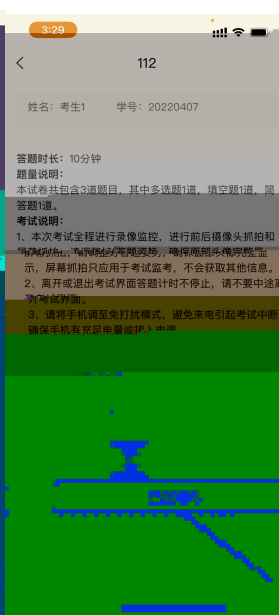 3:29
112
姓名：考生1 学号：20220407
答题时长：10分钟
题量说明：
本试卷共包含3道题目，其中多选题1道，填空题1道，简
答题1道。
考试说明：
1、本次考试全程进行录像监控，进行前后摄像头抓拍和
示，屏幕抓拍只应用于考试监考，不会获取其他信息。
2、离开或退出考试界面答题计时不停止，请不要中途离
考试界面。
3、请将手机调至免打扰模式，避免来电引起考试中断
确保手机有充足电量或